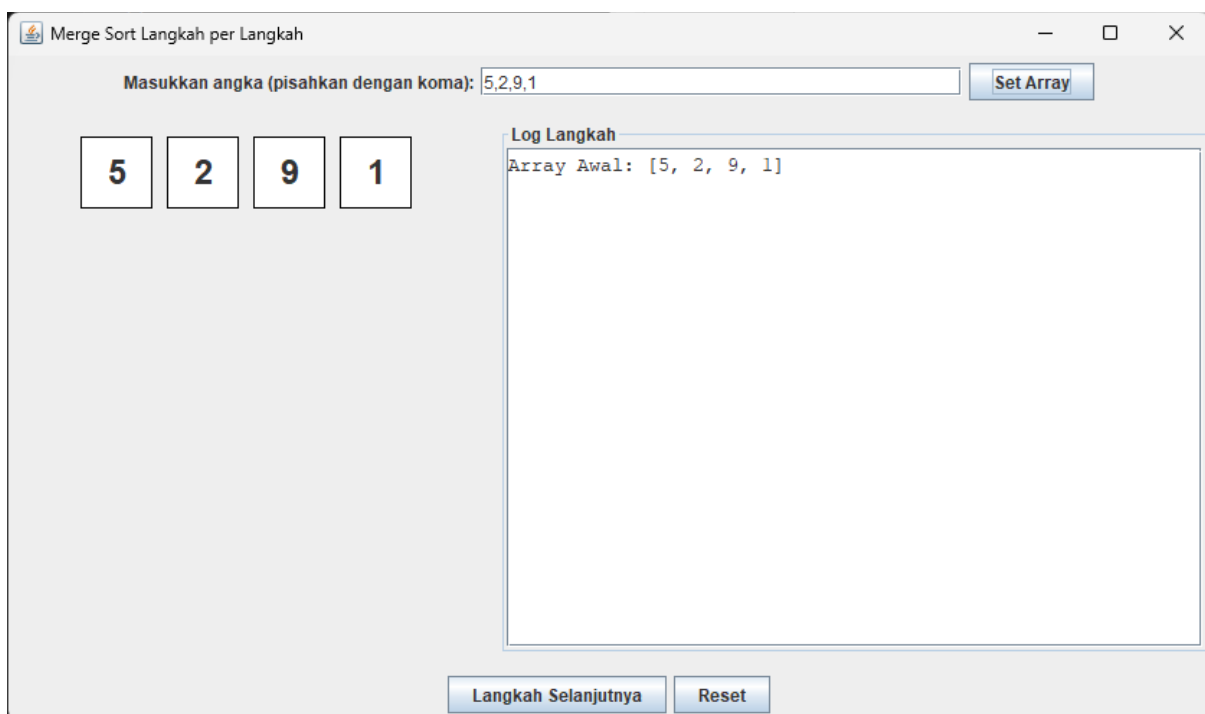 Merge Sort Langkah per Langkah
Masukkan angka (pisahkan dengan koma): 5,2,9,1 Set Array
5 2 9 1
Log Langkah
Array Awal: [5, 2, 9, 1]
Langkah Selanjutnya Reset